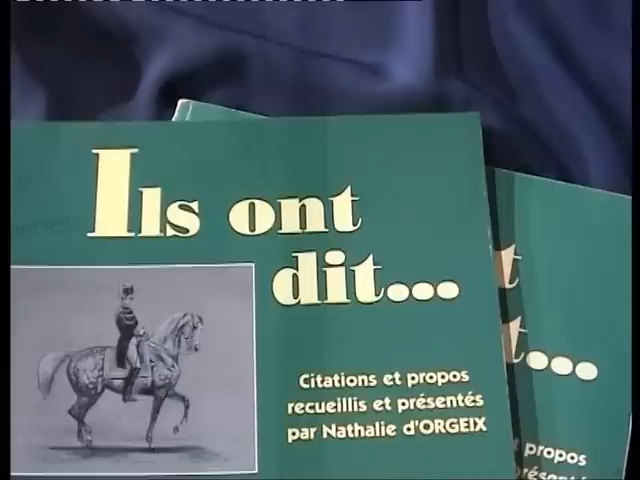 Ils ont
dit...
Citations et propos
recueillis et présentés
par Nathalie d'ORGEIX
t
t...
propos